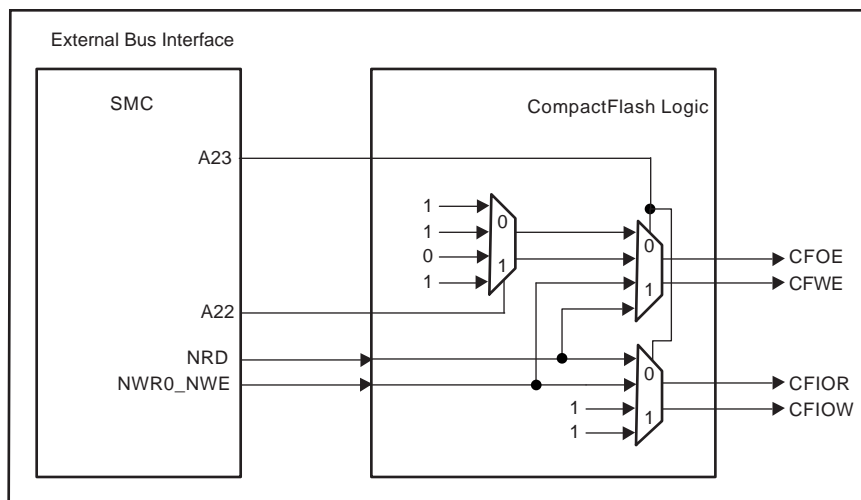 External Bus Interface
SMC
CompactFlash Logic
A23
1
1
0
1
0
1
A22
0
1
CFOE
CFWE
NRD
NWR0_NWE
0
1
1
1
CFIOR
CFIOW